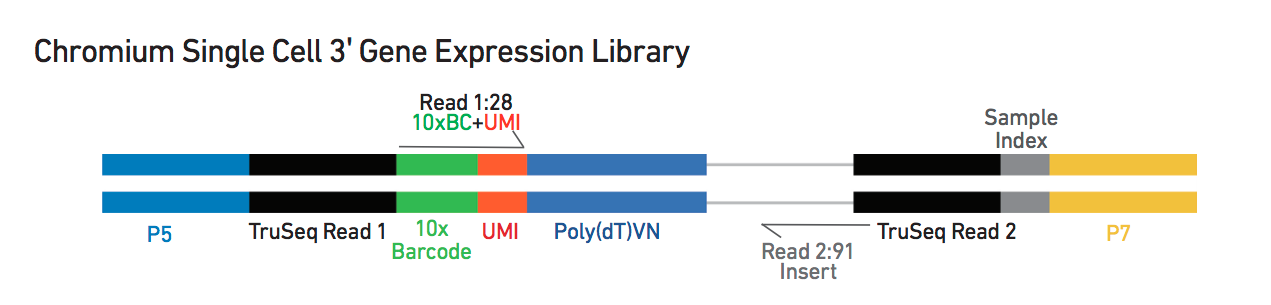 Chromium Single Cell 3' Gene Expression Library
Read 1:28
10xBC+UMI
Sample
Index
P5
TruSeq Read 1
10x
Barcode
UMI
Poly(dT)VN
Read 2:91
Insert
TruSeq Read 2
P7